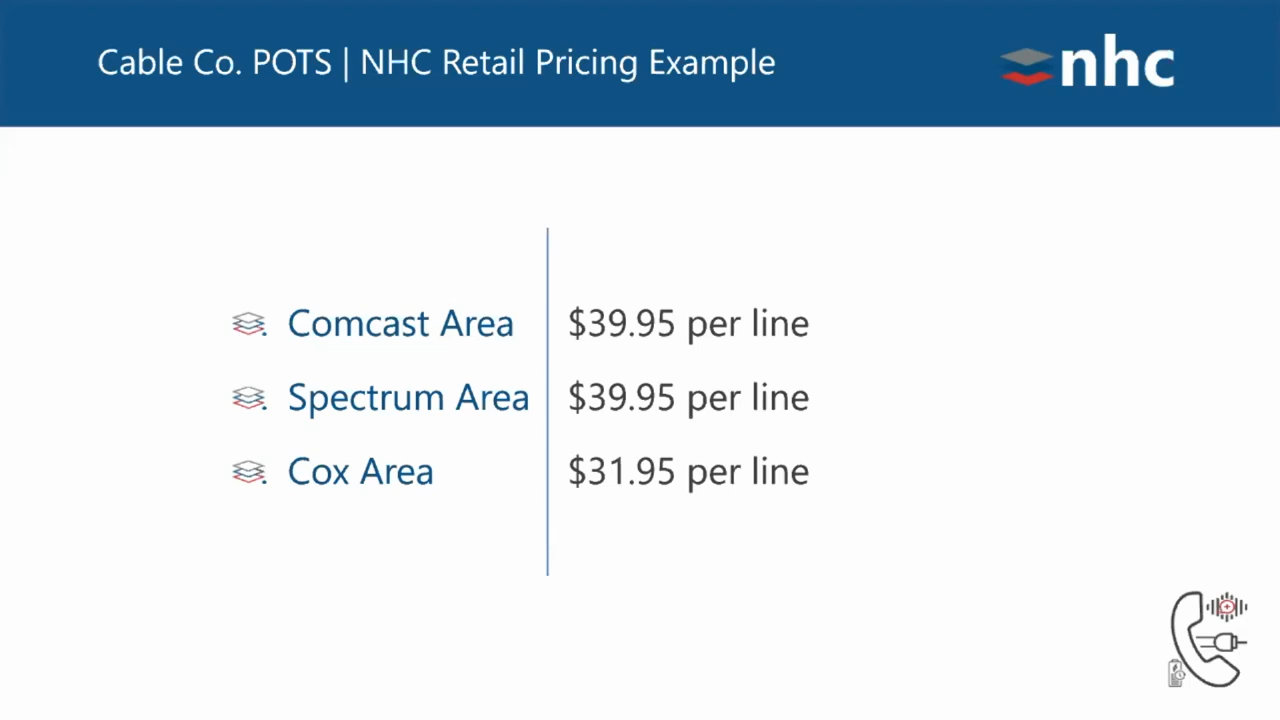 Cable Co. POTS | NHC Retail Pricing Example
nhc
Comcast Area $39.95 per line
Spectrum Area $39.95 per line
Cox Area $31.95 per line